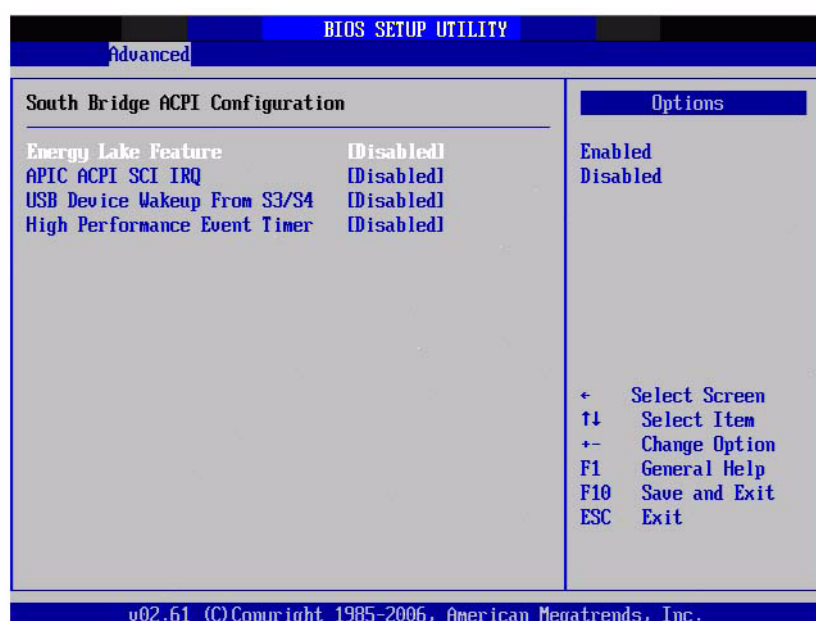 BIOS SETUP UTILITY
Advanced
South Bridge ACPI Configuration
Energy Lake Feature [Disabled]
APIC ACPI SCI IRQ [Disabled]
USB Device Wakeup From S3/S4 [Disabled]
High Performance Event Timer [Disabled]
Options
Enabled
Disabled
← Select Screen
↑↓ Select Item
+- Change Option
F1 General Help
F10 Save and Exit
ESC Exit
v02.61 (C)Copyright 1985-2006, American Megatrends, Inc.